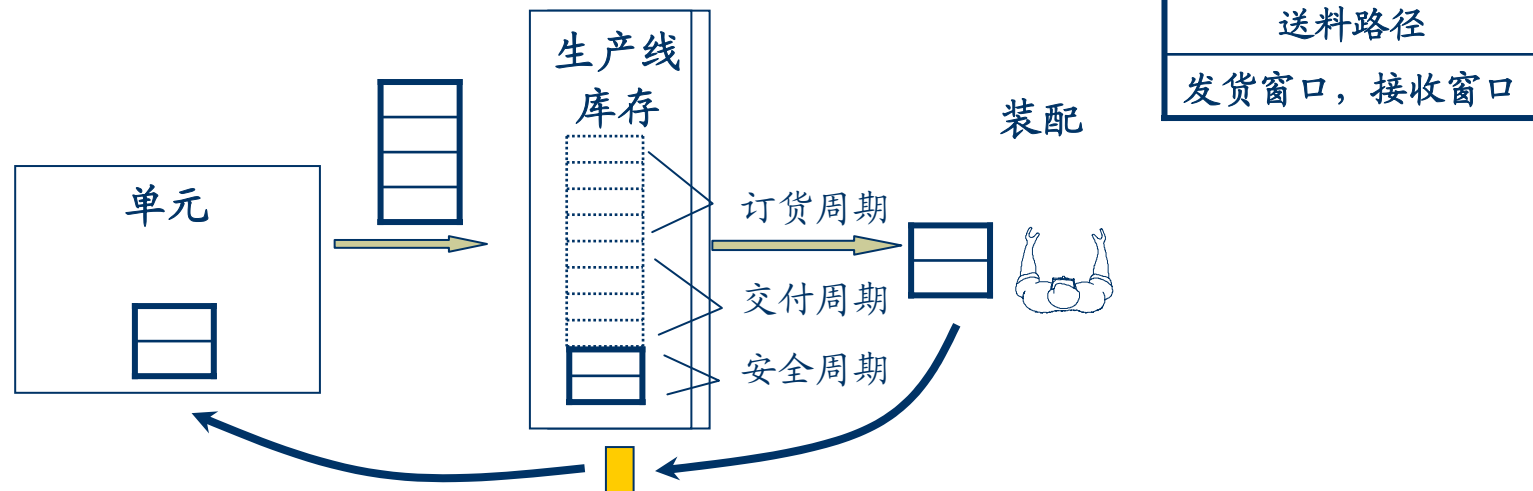 送料路径
发货窗口，接收窗口
生产线
库存
装配
单元
订货周期
交付周期
安全周期